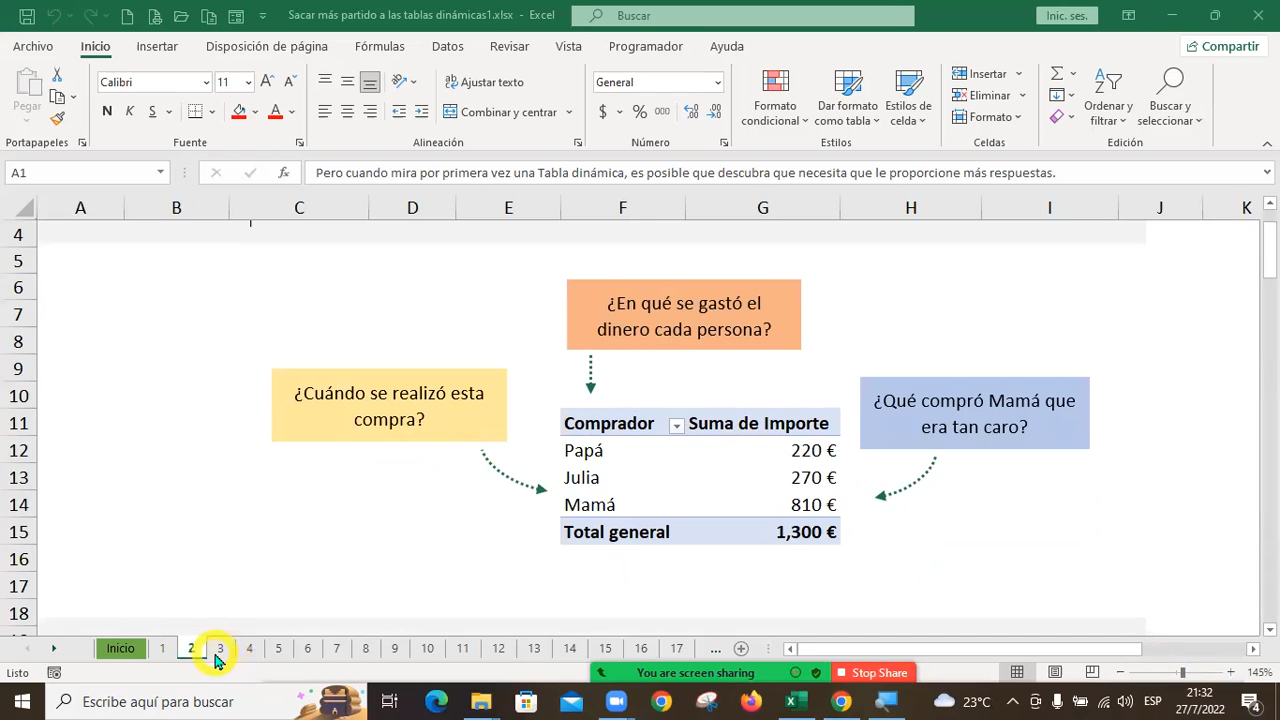 Sacar más partido a las tablas dinámicas1.xlsx - Excel
Buscar
Inic. ses.
Archivo Inicio Insertar Disposición de página Fórmulas Datos Revisar Vista Programador Ayuda
Compartir
Pegar
Calibri 11
N K S
Ajustar texto
Combinar y centrar
General
$ % 000
Formato condicional
Dar formato como tabla
Estilos de celda
Insertar
Eliminar
Formato
Ordenar y filtrar
Buscar y seleccionar
Portapapeles Fuente Alineación Número Estilos Celdas Edición
A1
fx
Pero cuando mira por primera vez una Tabla dinámica, es posible que descubra que necesita que le proporcione más respuestas.
A B C D E F G H I J K
4
5
6
7
8
9
10
11
12
13
14
15
16
17
18
¿En qué se gastó el
dinero cada persona?
¿Cuándo se realizó esta
compra?
¿Qué compró Mamá que
era tan caro?
Comprador Suma de Importe
Papá 220 €
Julia 270 €
Mamá 810 €
Total general 1,300 €
Inicio 1 2 3 4 5 6 7 8 9 10 11 12 13 14 15 16 17 ...
Listo
You are screen sharing
Stop Share
145%
Escribe aquí para buscar
23°C
ESP
21:32
27/7/2022
4